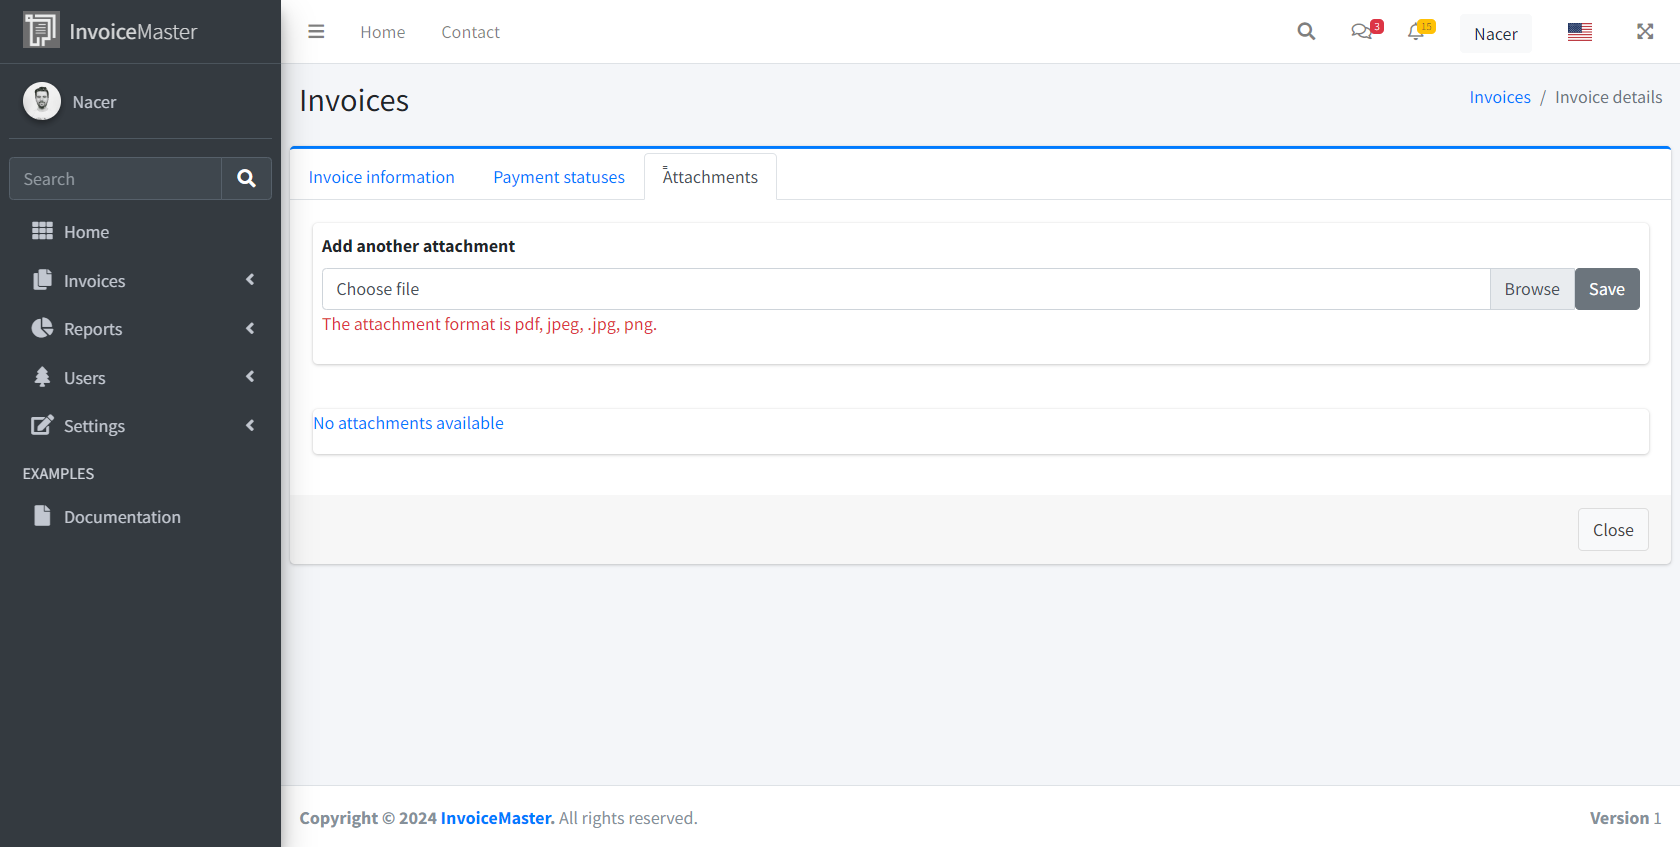 InvoiceMaster
Home
Contact
3
15
Nacer
Nacer
Search
Home
Invoices
Reports
Users
Settings
EXAMPLES
Documentation
Invoices
Invoices / Invoice details
Invoice information
Payment statuses
Attachments
Add another attachment
Choose file
Browse
Save
The attachment format is pdf, jpeg, .jpg, png.
No attachments available
Close
Copyright © 2024 InvoiceMaster. All rights reserved.
Version 1